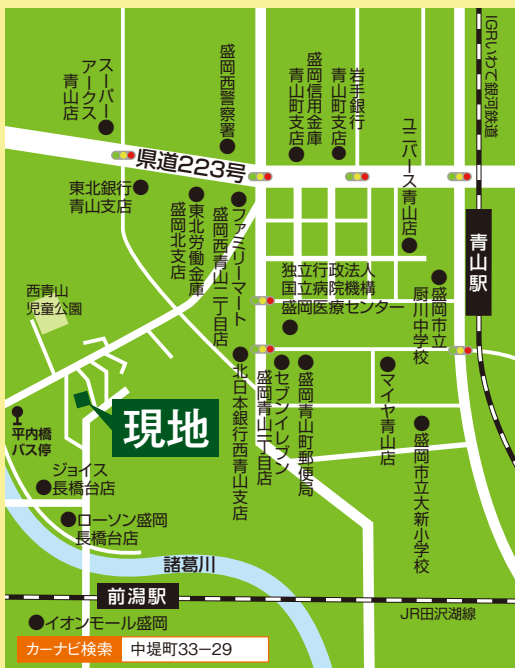 スーパー
アークス
青山店
盛岡西警察署
盛岡信用金庫
青山町支店
岩手銀行
青山町支店
ユニバース青山店
IGRいわて銀河鉄道
県道223号
東北銀行
青山支店
東北労働金庫
盛岡北支店
ファミリーマート
盛岡西青山二丁目店
独立行政法人
国立病院機構
盛岡医療センター
青山駅
盛岡市立
厨川中学校
西青山
児童公園
北日本銀行西青山支店
セブンイレブン
盛岡青山二丁目店
盛岡青山町郵便局
マイヤ青山店
盛岡市立大新小学校
現地
平内橋
バス停
ジョイス
長橋台店
ローソン盛岡
長橋台店
諸葛川
前潟駅
JR田沢湖線
イオンモール盛岡
カーナビ検索 中堤町33−29